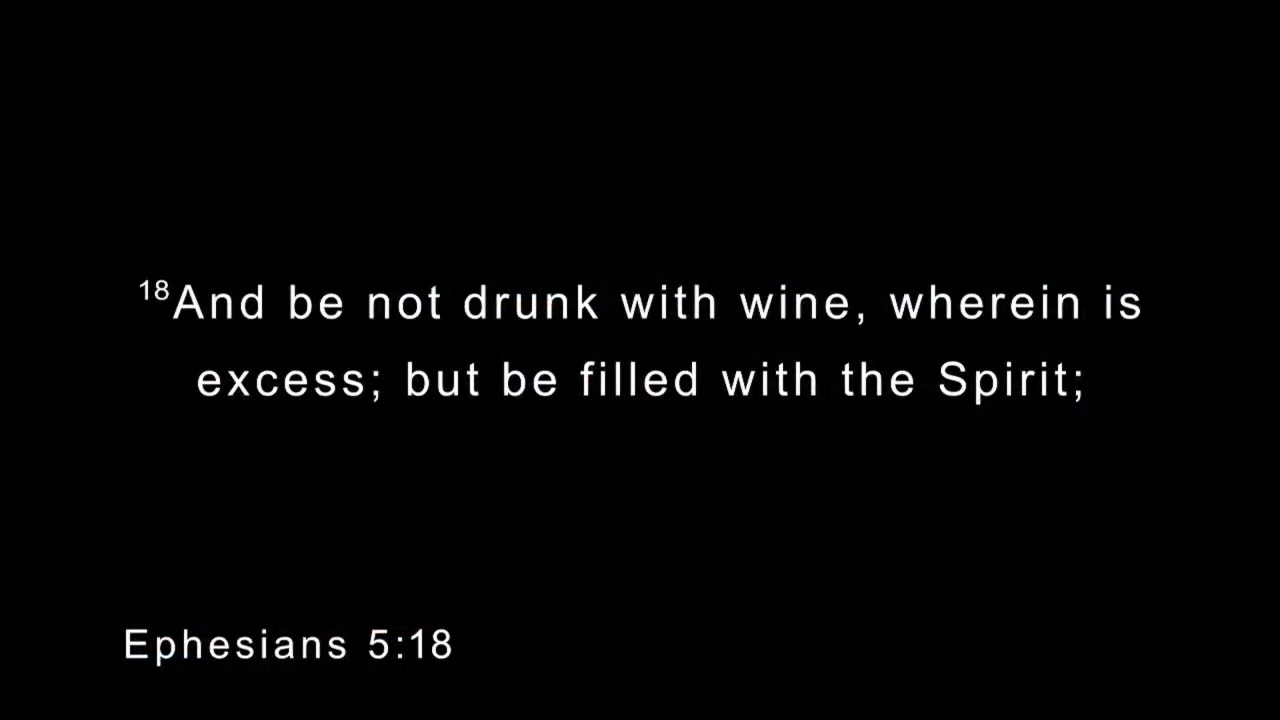 18And be not drunk with wine, wherein is
excess; but be filled with the Spirit;
Ephesians 5:18